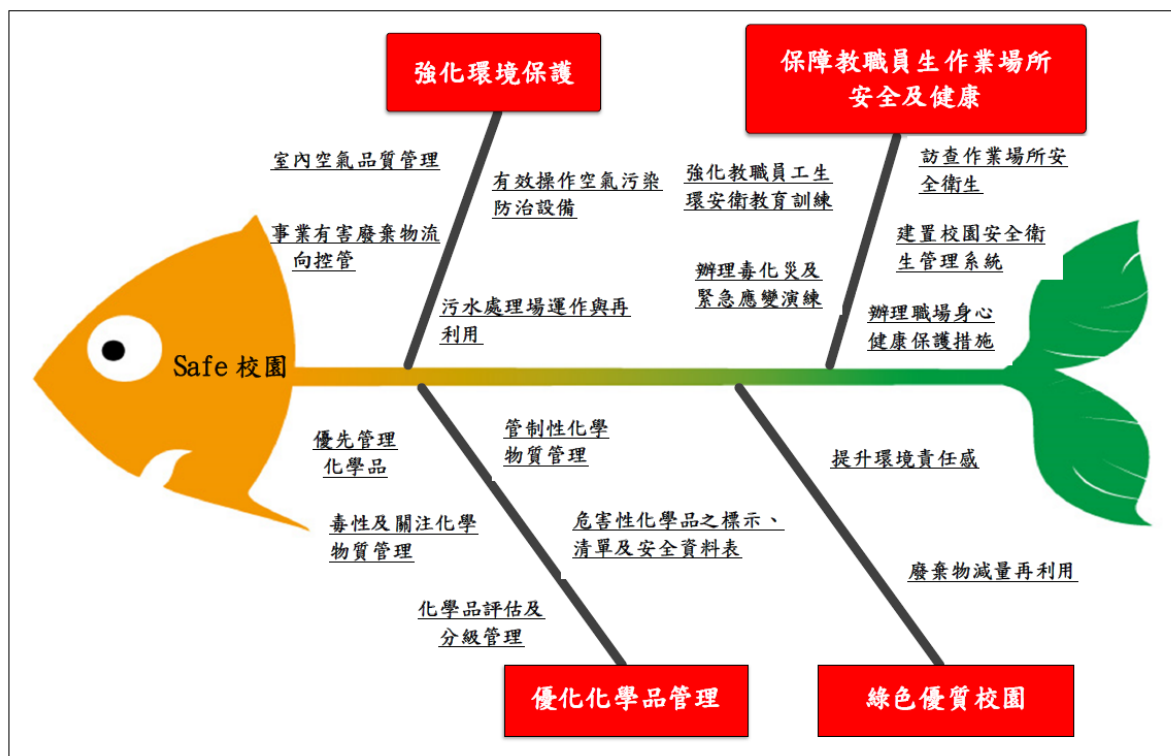 強化環境保護
保障教職員生作業場所
安全及健康
室內空氣品質管理
有效操作空氣污染
防治設備
事業有害廢棄物流
向控管
污水處理場運作與再
利用
強化教職員工生
環安衛教育訓練
辦理毒化災及
緊急應變演練
訪查作業場所安
全衛生
建置校園安全衛
生管理系統
辦理職場身心
健康保護措施
Safe 校園
優先管理
化學品
管制性化學
物質管理
毒性及關注化學
物質管理
危害性化學品之標示、
清單及安全資料表
化學品評估及
分級管理
提升環境責任感
廢棄物減量再利用
優化化學品管理
綠色優質校園